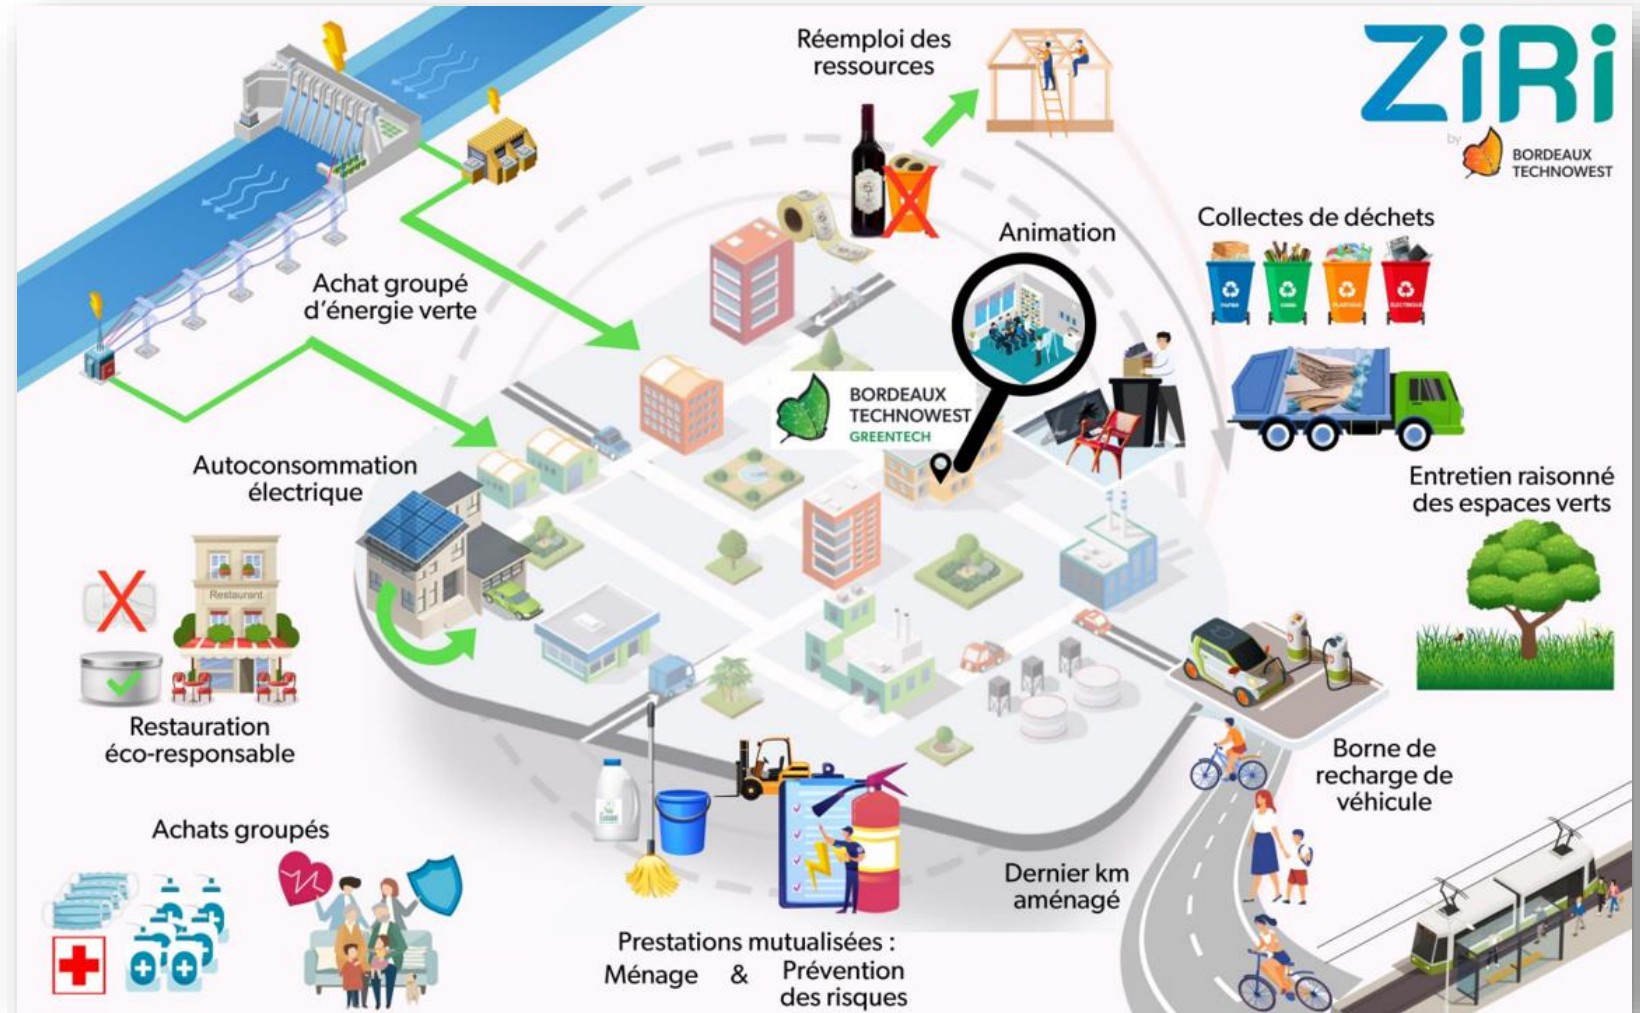 Réemploi des
ressources
ZiRi
by
BORDEAUX
TECHNOWEST
Animation
Collectes de déchets
Achat groupé
d'énergie verte
BORDEAUX
TECHNOWEST
GREENTECH
Autoconsommation
électrique
Entretien raisonné
des espaces verts
Restaurant
Restauration
éco-responsable
Borne de
recharge de
véhicule
Achats groupés
Dernier km
aménagé
Prestations mutualisées :
Ménage & Prévention
des risques